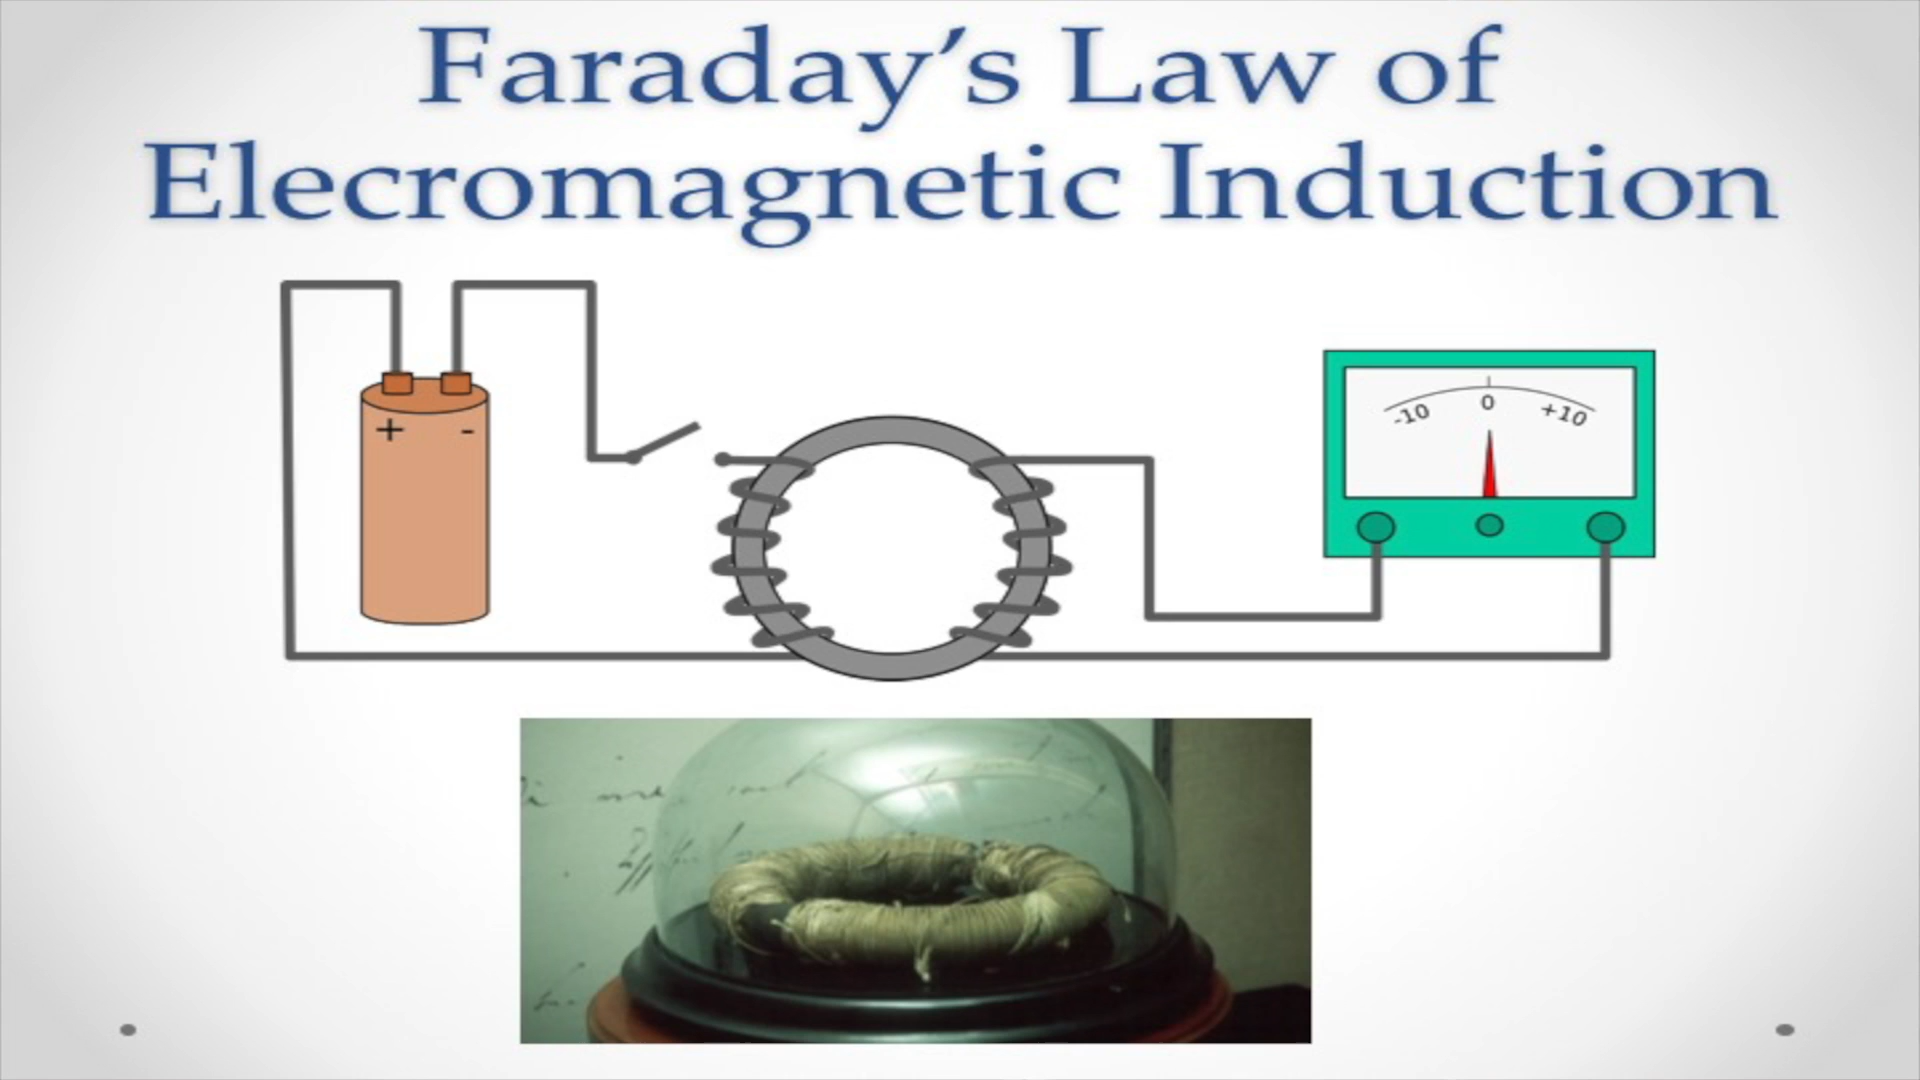 Faraday’s Law of
Elecromagnetic Induction
+ -
-10 0 +10